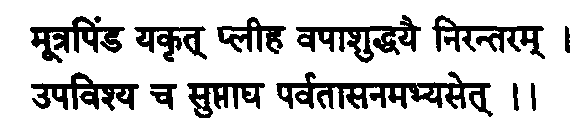 मूत्रपिंड यकृत् प्लीह वपाशुद्धयै निरन्तरम् ।
उपविश्य च सुप्ताघ पर्वतासनमभ्यसेत् ।।